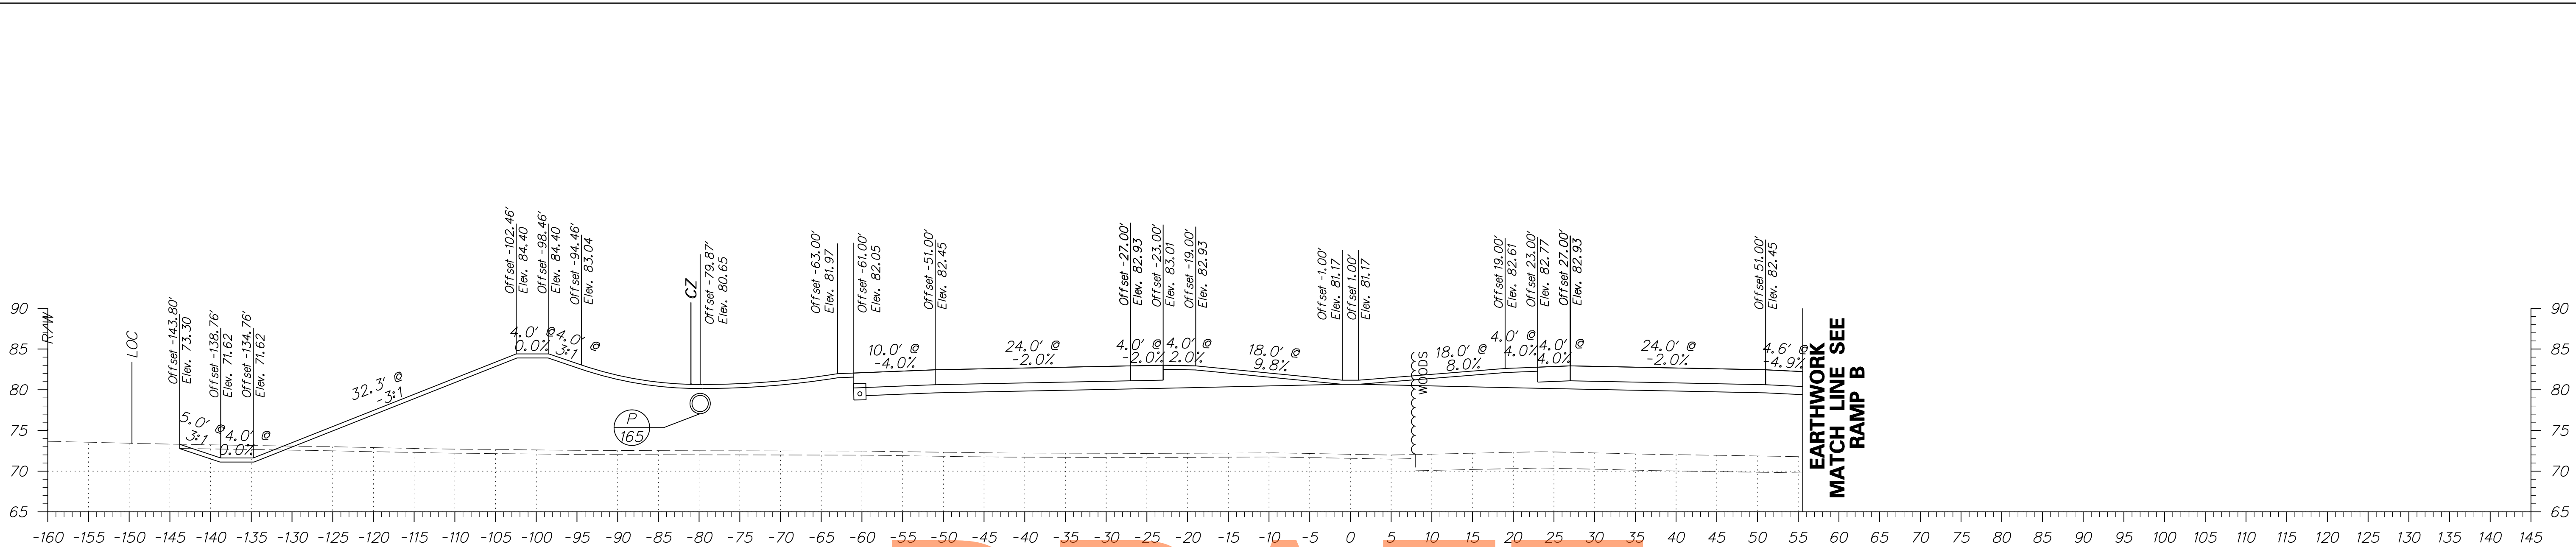 Offset -143.80'
Elev. 73.30
Offset -138.76'
Elev. 71.62
Offset -134.76'
Elev. 71.62
Offset -102.46'
Elev. 84.40
Offset -98.46'
Elev. 84.40
Offset -94.46'
Elev. 83.04
CZ
Offset -79.87'
Elev. 80.65
Offset -63.00'
Elev. 81.97
Offset -61.00'
Elev. 82.05
Offset -51.00'
Elev. 82.45
Offset -27.00'
Elev. 82.93
Offset -23.00'
Elev. 83.01
Offset -19.00'
Elev. 82.93
Offset -1.00'
Elev. 81.17
Offset 1.00'
Elev. 81.17
Offset 19.00'
Elev. 82.61
Offset 23.00'
Elev. 82.77
Offset 27.00'
Elev. 82.93
Offset 51.00'
Elev. 82.45
R/W
LOC
5.0' @
3:1
4.0' @
0.0%
32.3' @
-3:1
4.0' @
0.0%
4.0' @
3:1
10.0' @
-4.0%
24.0' @
-2.0%
4.0' @
-2.0%
4.0' @
2.0%
18.0' @
9.8%
WOODS
18.0' @
8.0%
4.0' @
4.0%
4.0' @
4.0%
24.0' @
-2.0%
4.6' @
-4.9%
P
165
EARTHWORK
MATCH LINE SEE
RAMP B
90
85
80
75
70
65
90
85
80
75
70
65
-160 -155 -150 -145 -140 -135 -130 -125 -120 -115 -110 -105 -100 -95 -90 -85 -80 -75 -70 -65 -60 -55 -50 -45 -40 -35 -30 -25 -20 -15 -10 -5 0 5 10 15 20 25 30 35 40 45 50 55 60 65 70 75 80 85 90 95 100 105 110 115 120 125 130 135 140 145